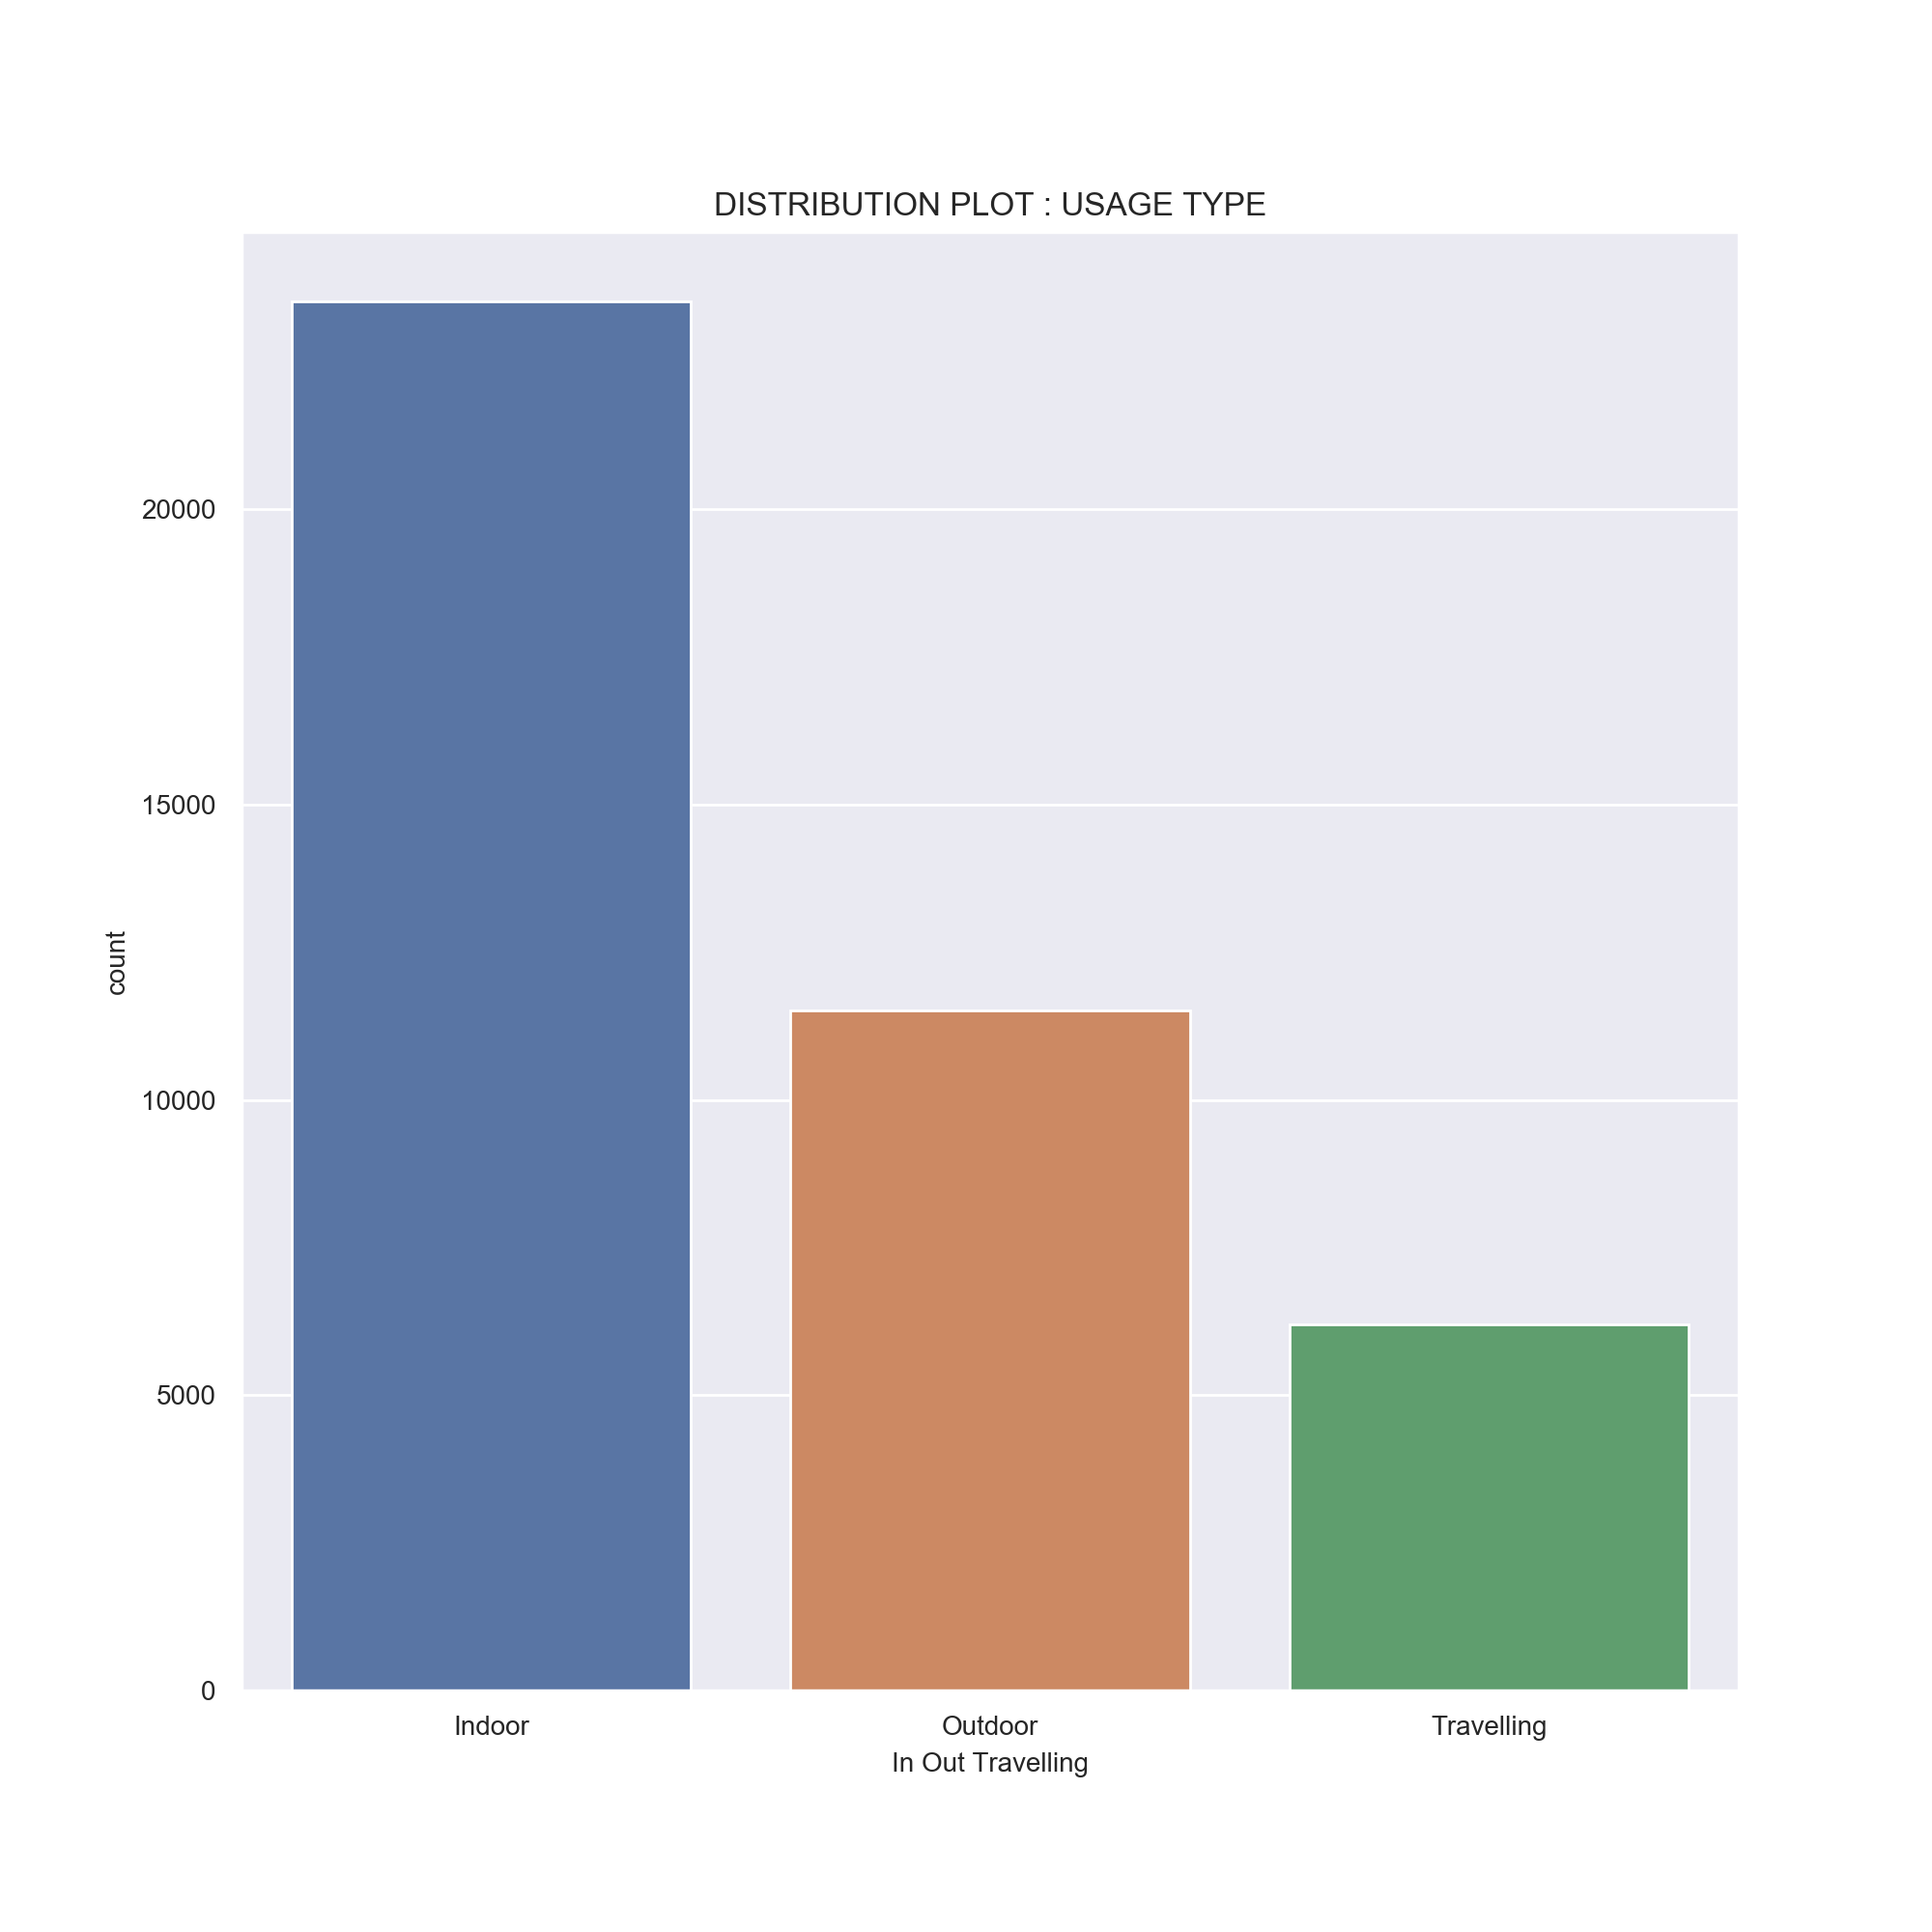 DISTRIBUTION PLOT : USAGE TYPE
count
20000
15000
10000
5000
0
Indoor
Outdoor
Travelling
In Out Travelling